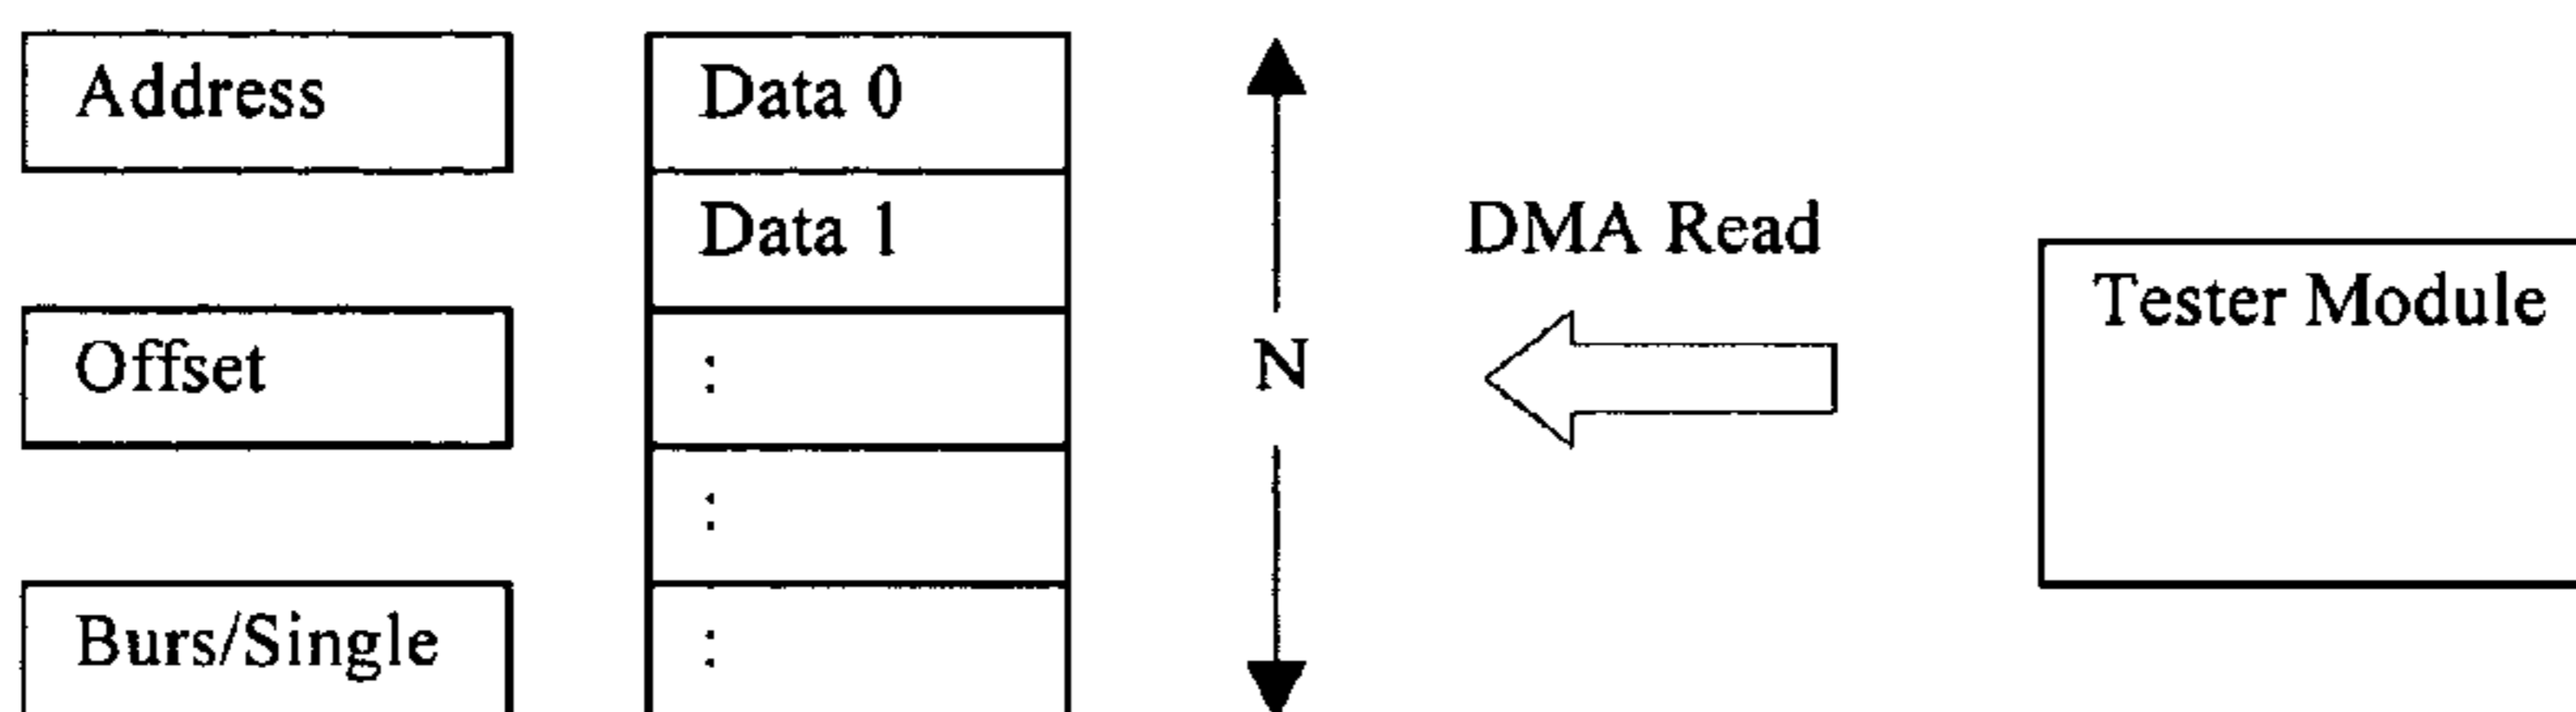 Address
Offset
Burs/Single
Data 0
Data 1
:
:
:
N
DMA Read
Tester Module